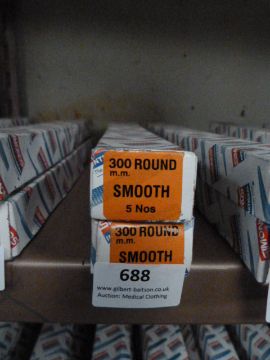 300 ROUND
m.m.
SMOOTH
5 Nos
300 ROUND
m.m.
SMOOTH
688
www.gilbert-baitson.co.uk
Auction: Medical Clothing